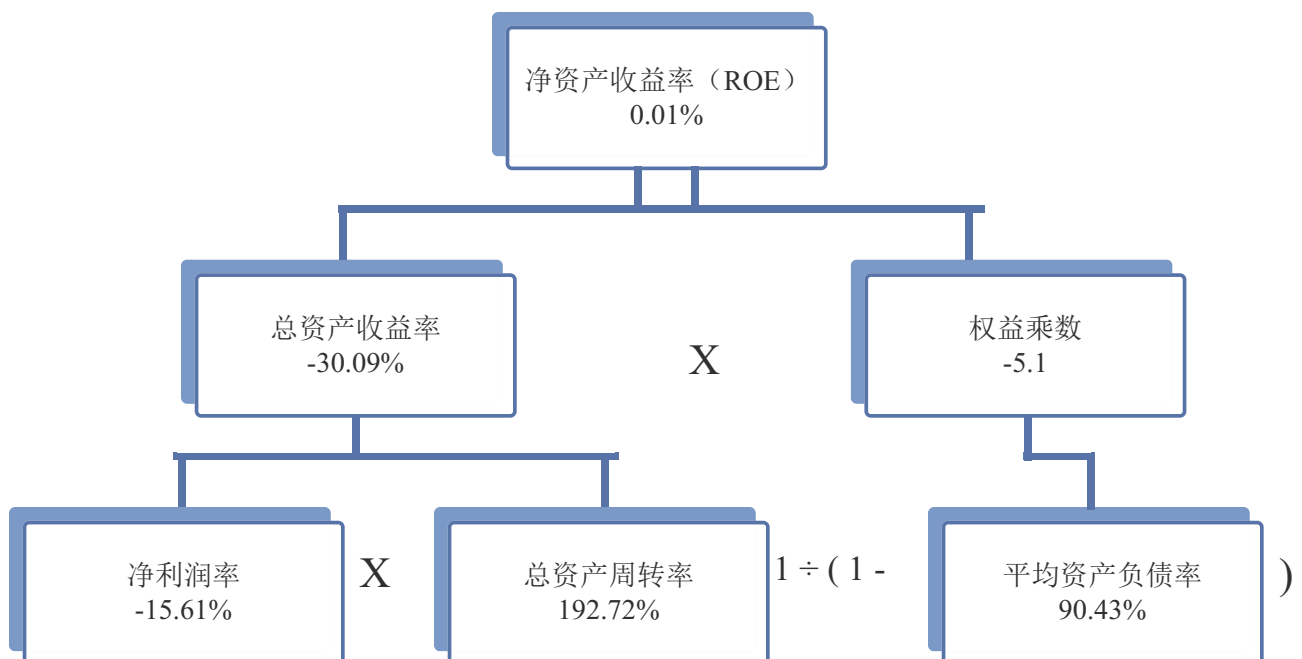 净资产收益率（ROE）
0.01%
总资产收益率
-30.09%
X
权益乘数
-5.1
净利润率
-15.61%
X
总资产周转率
192.72%
1 ÷ ( 1 -
平均资产负债率
90.43%
)